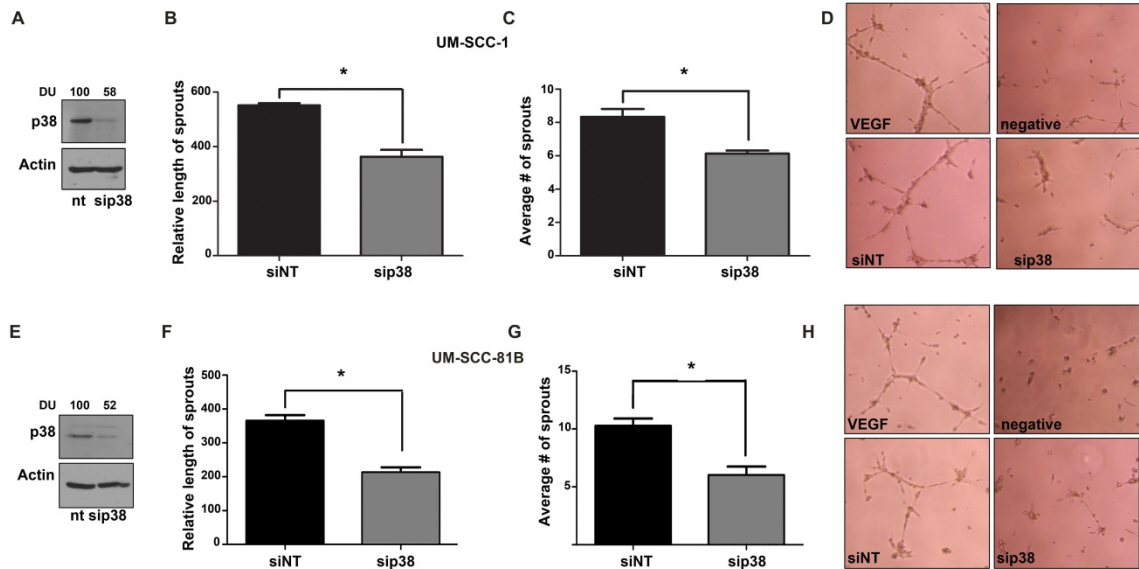 A
B
C
D
UM-SCC-1
DU 100 58
p38
Actin
nt sip38
Relative length of sprouts
600
400
200
0
siNT sip38
*
Average # of sprouts
10
8
6
4
2
0
siNT sip38
*
VEGF
negative
siNT
sip38
E
F
G
H
UM-SCC-81B
DU 100 52
p38
Actin
nt sip38
Relative length of sprouts
500
400
300
200
100
0
siNT sip38
*
Average # of sprouts
15
10
5
siNT sip38
*
VEGF
negative
siNT
sip38